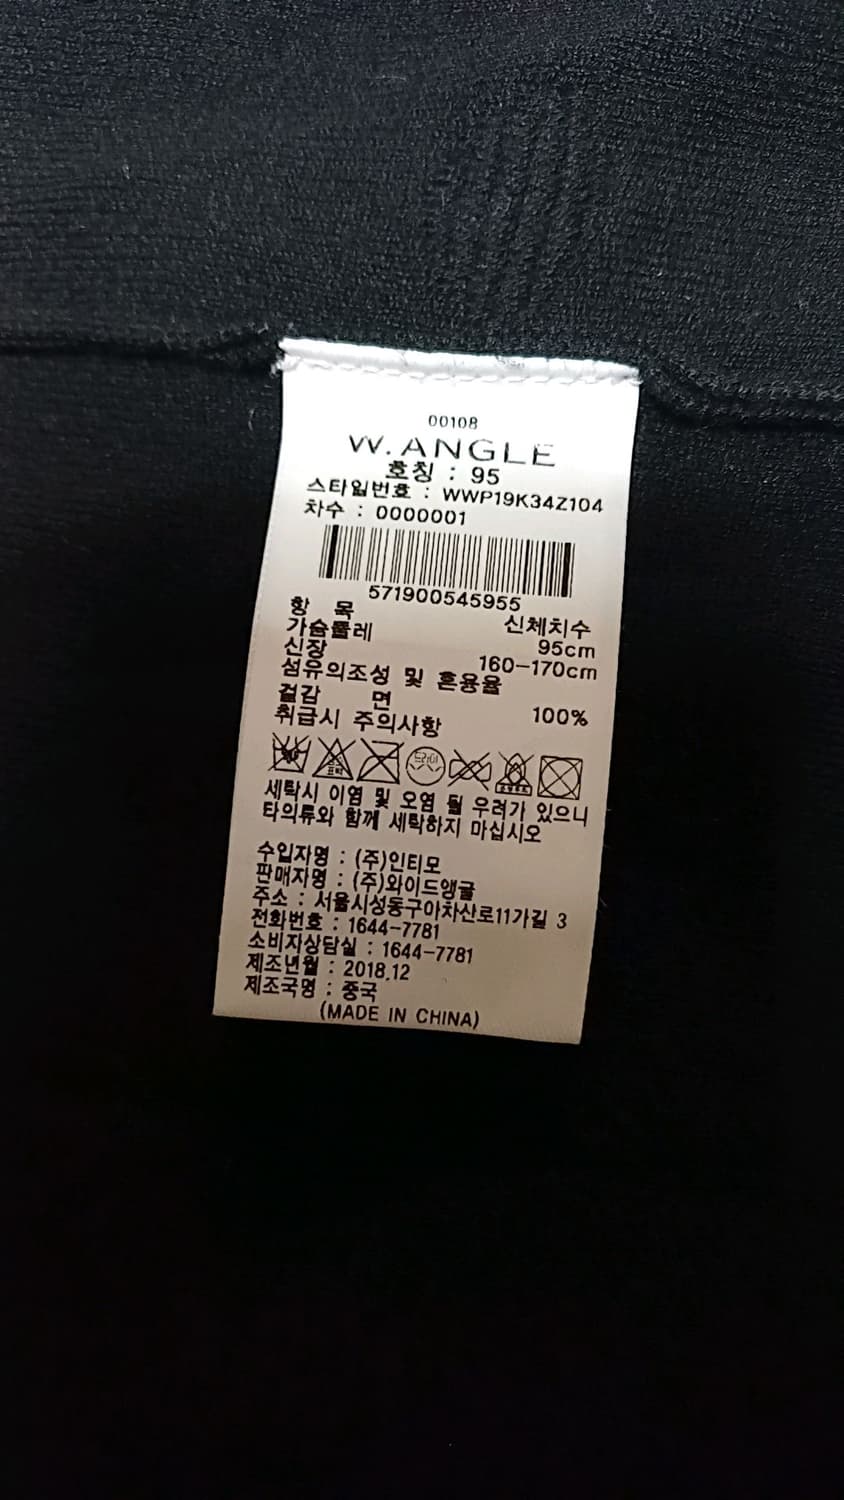 00108
W.ANGLE
호칭 : 95
스타일번호 : WWP19K34Z104
차수 : 0000001
571900545955
항 목 신체치수
가슴둘레 95cm
신장 160-170cm
섬유의조성 및 혼용율
겉감 면 100%
취급시 주의사항
표백 드라이
세탁시 이염 및 오염 될 우려가 있으니
타의류와 함께 세탁하지 마십시오
수입자명 : (주)인티모
판매자명 : (주)와이드앵글
주소 : 서울시성동구아차산로11가길 3
전화번호 : 1644-7781
소비자상담실 : 1644-7781
제조년월 : 2018.12
제조국명 : 중국
(MADE IN CHINA)